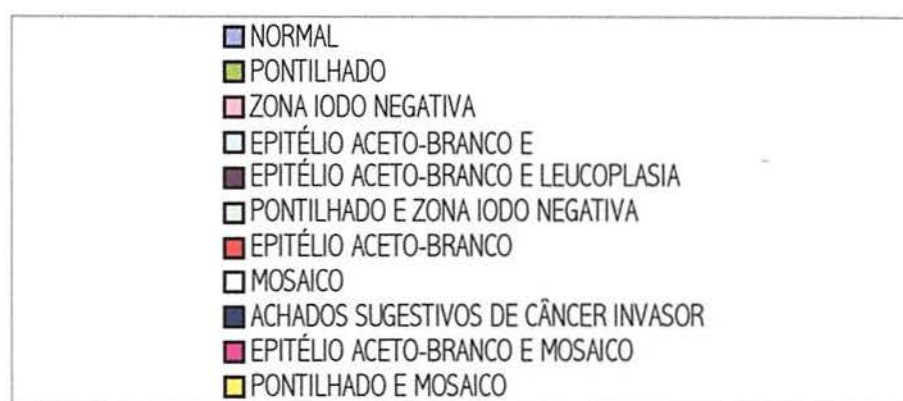 NORMAL
PONTILHADO
ZONA IODO NEGATIVA
EPITÉLIO ACETO-BRANCO E
EPITÉLIO ACETO-BRANCO E LEUCOPLASIA
PONTILHADO E ZONA IODO NEGATIVA
EPITÉLIO ACETO-BRANCO
MOSAICO
ACHADOS SUGESTIVOS DE CÂNCER INVASOR
EPITÉLIO ACETO-BRANCO E MOSAICO
PONTILHADO E MOSAICO